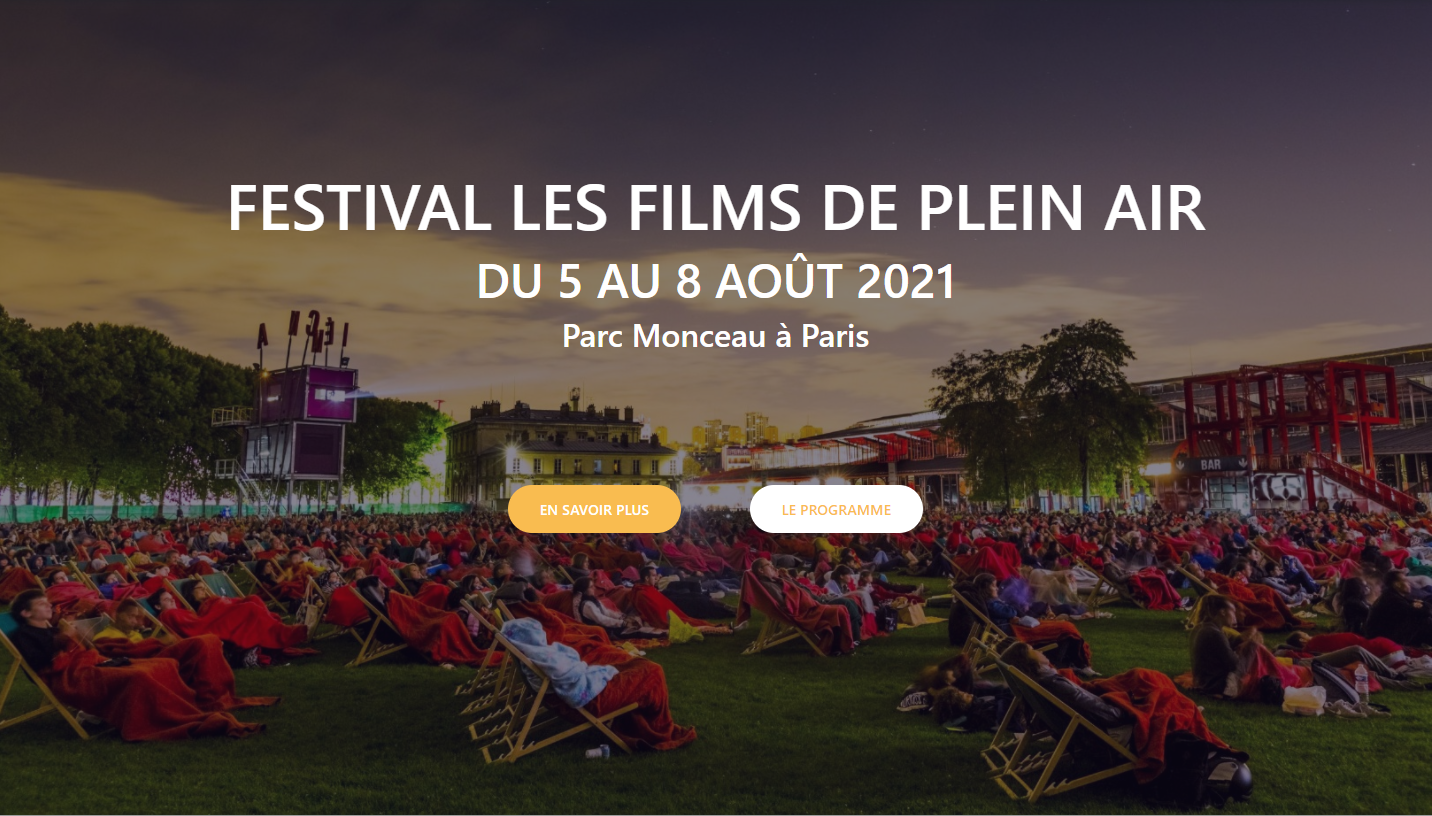 FESTIVAL LES FILMS DE PLEIN AIR
DU 5 AU 8 AOÛT 2021
Parc Monceau à Paris
BAR
EN SAVOIR PLUS
LE PROGRAMME